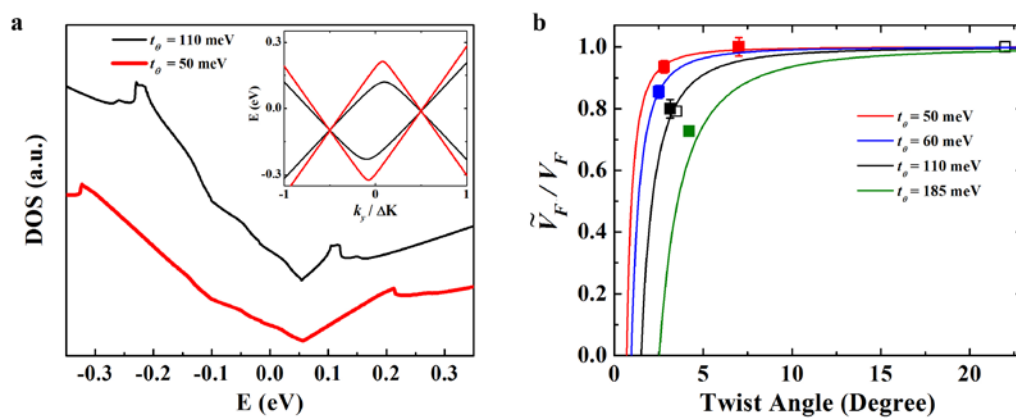 a
t_θ = 110 meV
t_θ = 50 meV
DOS (a.u.)
E (eV)
-0.3 -0.2 -0.1 0.0 0.1 0.2 0.3
E (eV)
0.3
0.0
-0.3
-1 0 1
k_y / ΔK
b
Ṽ_F / V_F
1.0
0.8
0.6
0.4
0.2
0.0
t_θ = 50 meV
t_θ = 60 meV
t_θ = 110 meV
t_θ = 185 meV
0 5 10 15 20
Twist Angle (Degree)